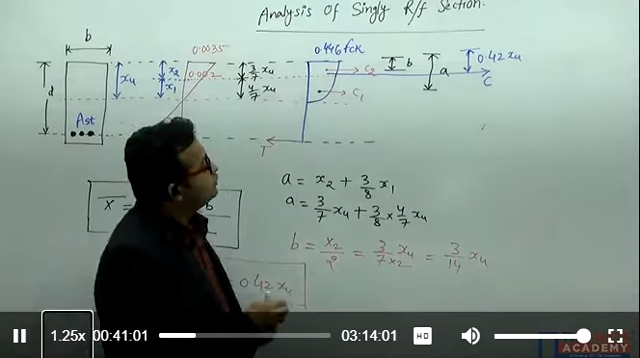 Analysis Of Singly R/f Section.
b
0.0035
0.446fck
0.42 xu
d
xu
x2
0.002
3/7 xu
C2
b
a
C
x1
4/7 xu
C1
Ast
T
a = x2 + 3/8 x1
x̄ =
b
a = 3/7 xu + 3/8 × 4/7 xu
b = x2/2 = 3/7×2 xu = 3/14 xu
0.42 xu
1.25x 00:41:01 03:14:01 HD
ACADEMY